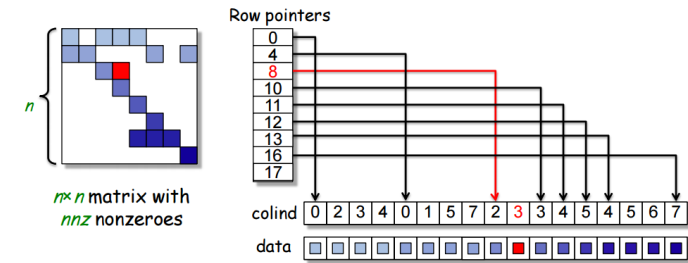 Row pointers
0
4
8
10
11
12
13
16
17
n
n×n matrix with
nnz nonzeroes
colind 0 2 3 4 0 1 5 7 2 3 3 4 5 4 5 6 7
data